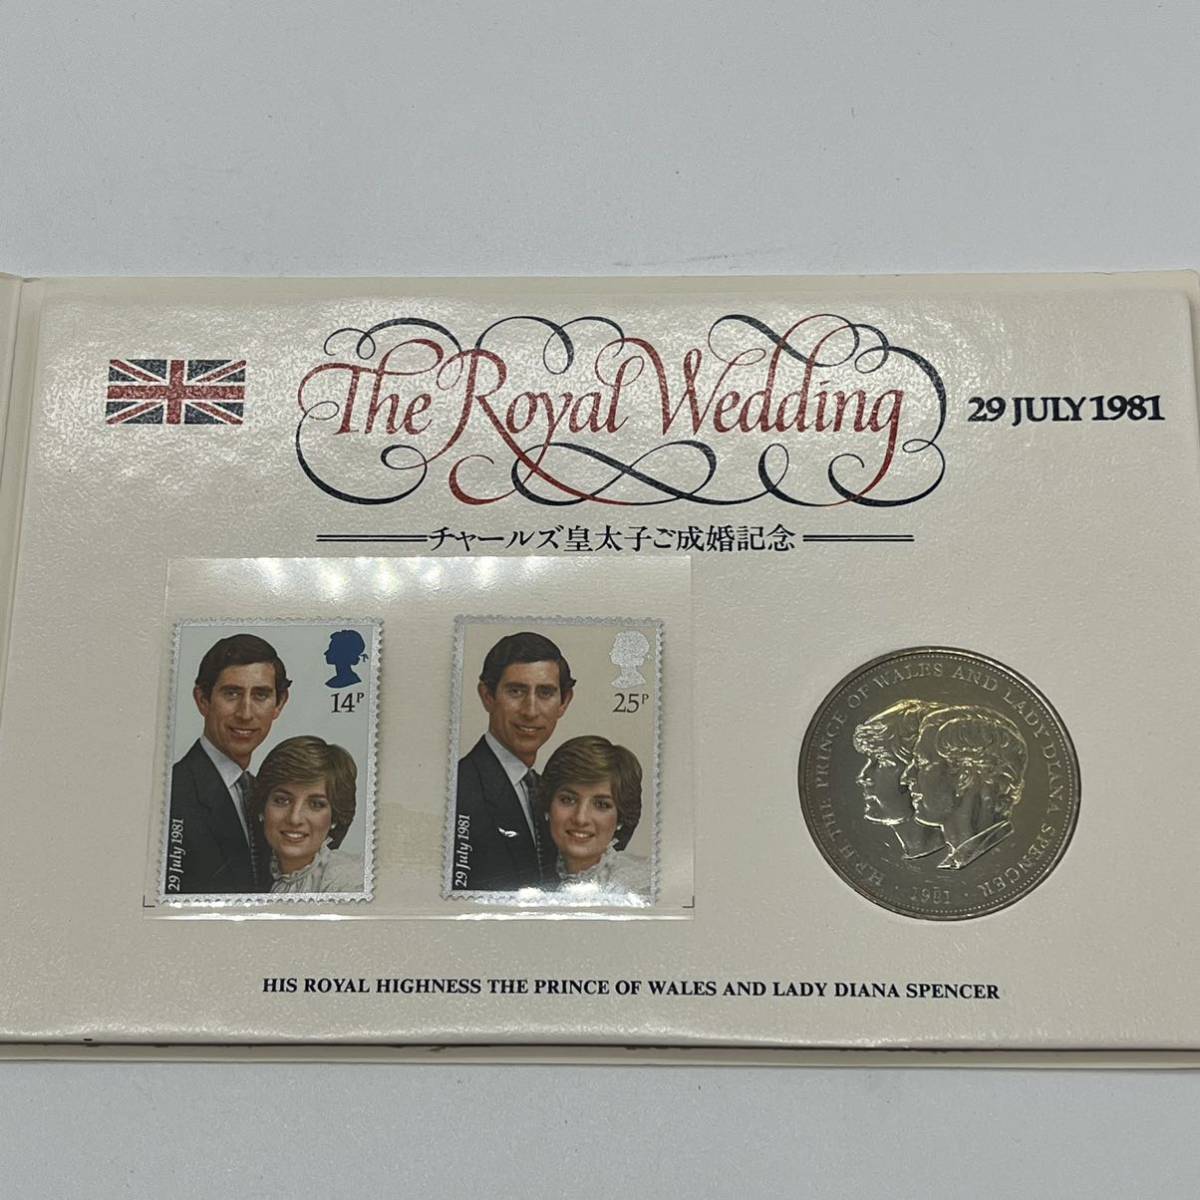 The Royal Wedding
29 JULY 1981
チャールズ皇太子ご成婚記念
14P
29 July 1981
25P
29 July 1981
H.R.H. THE PRINCE OF WALES AND LADY DIANA SPENCER
· 1981 ·
HIS ROYAL HIGHNESS THE PRINCE OF WALES AND LADY DIANA SPENCER